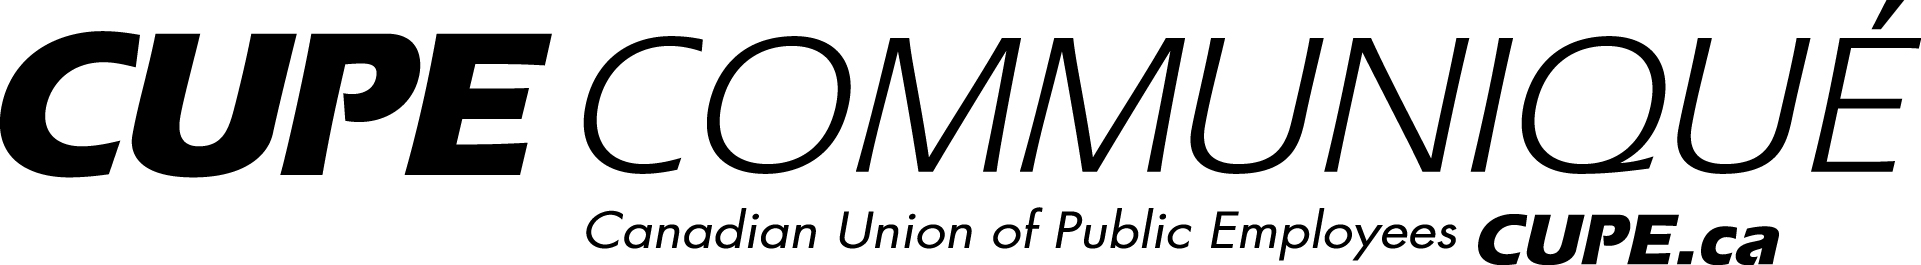 CUPE COMMUNIQUÉ
Canadian Union of Public Employees CUPE.ca